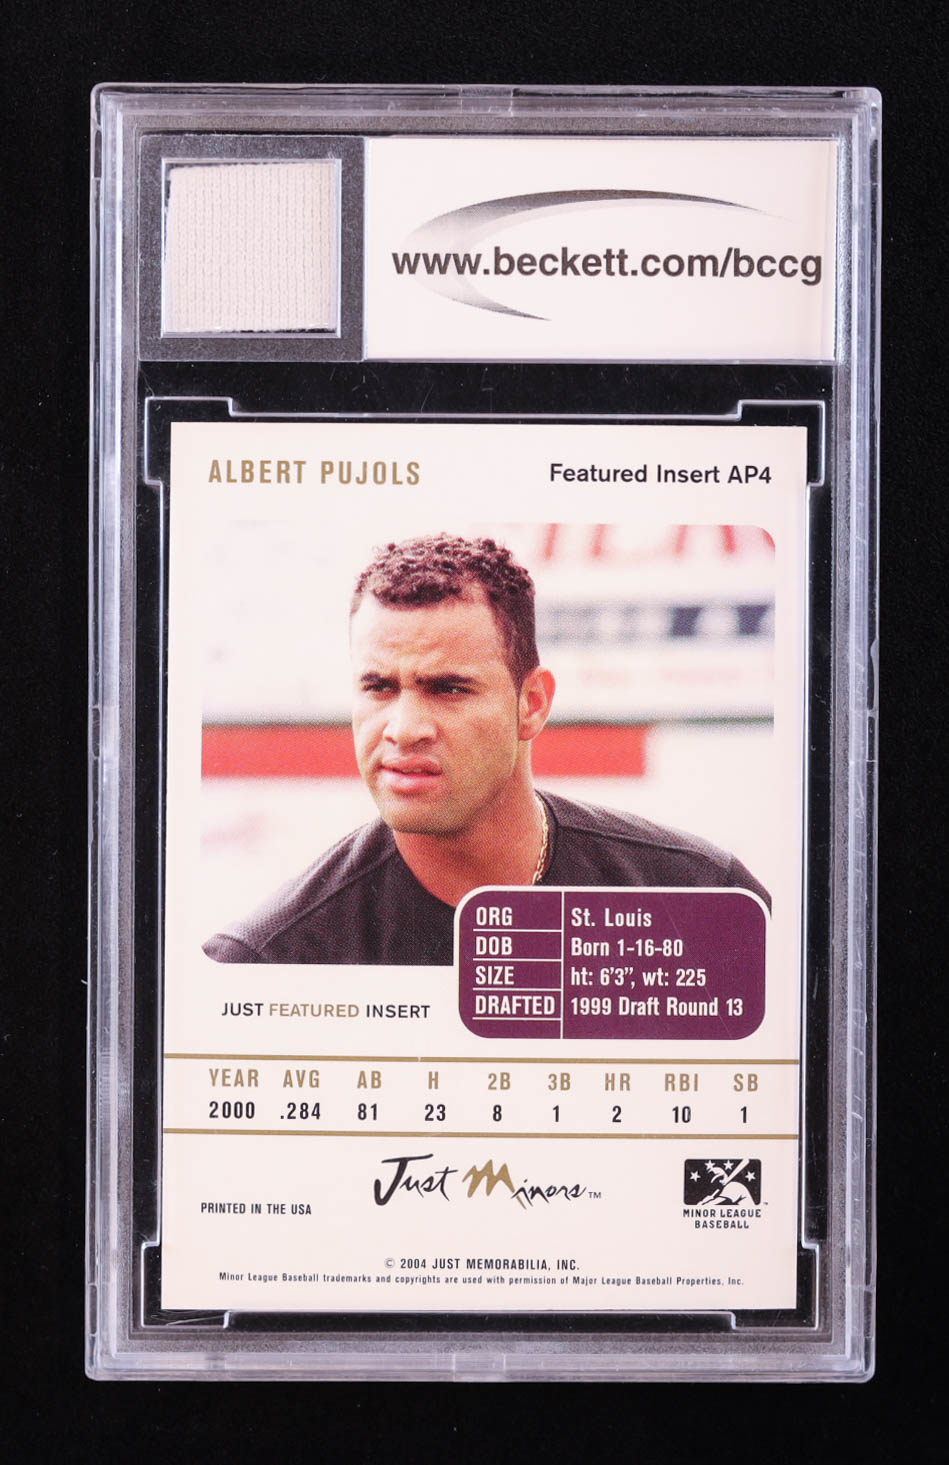 www.beckett.com/bccg
ALBERT PUJOLS
Featured Insert AP4
ORG St. Louis
DOB Born 1-16-80
SIZE ht: 6'3", wt: 225
DRAFTED 1999 Draft Round 13
JUST FEATURED INSERT
YEAR AVG AB H 2B 3B HR RBI SB
2000 .284 81 23 8 1 2 10 1
Just Minors™
PRINTED IN THE USA
MINOR LEAGUE™
BASEBALL
© 2004 JUST MEMORABILIA, INC.
Minor League Baseball trademarks and copyrights are used with permission of Major League Baseball Properties, Inc.